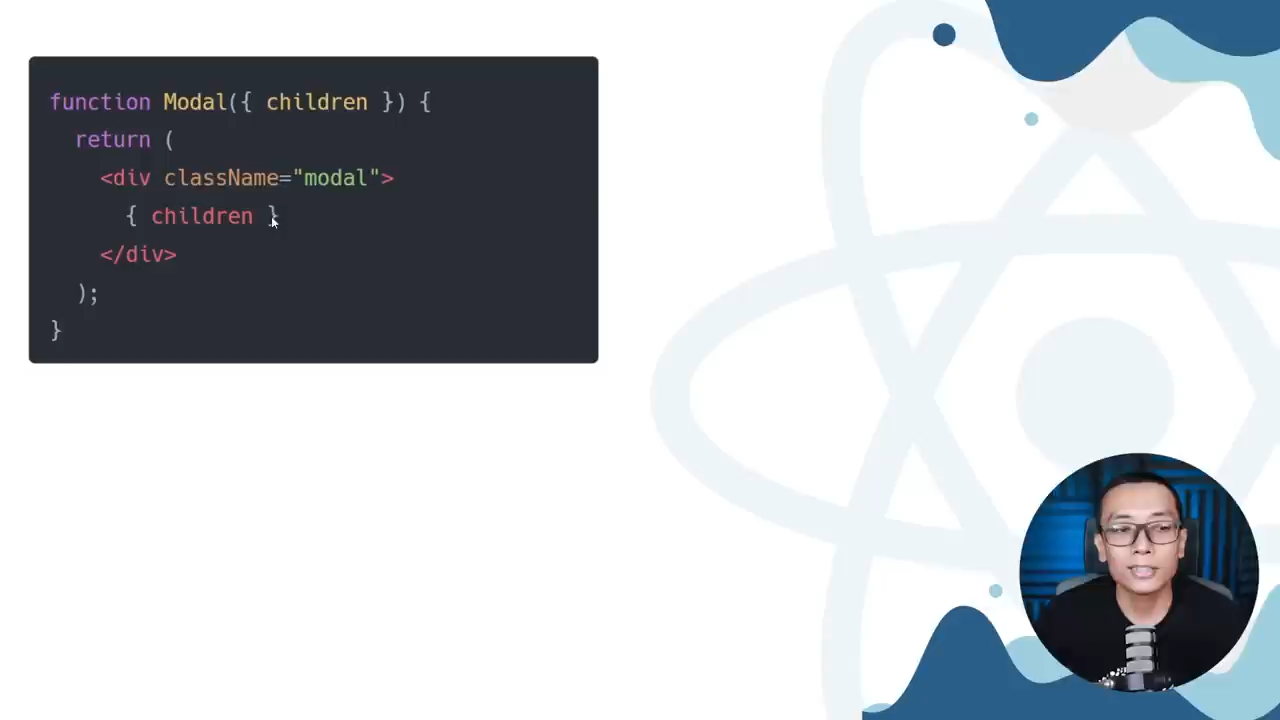 function Modal({ children }) {
return (
<div className="modal">
{ children }
</div>
);
}